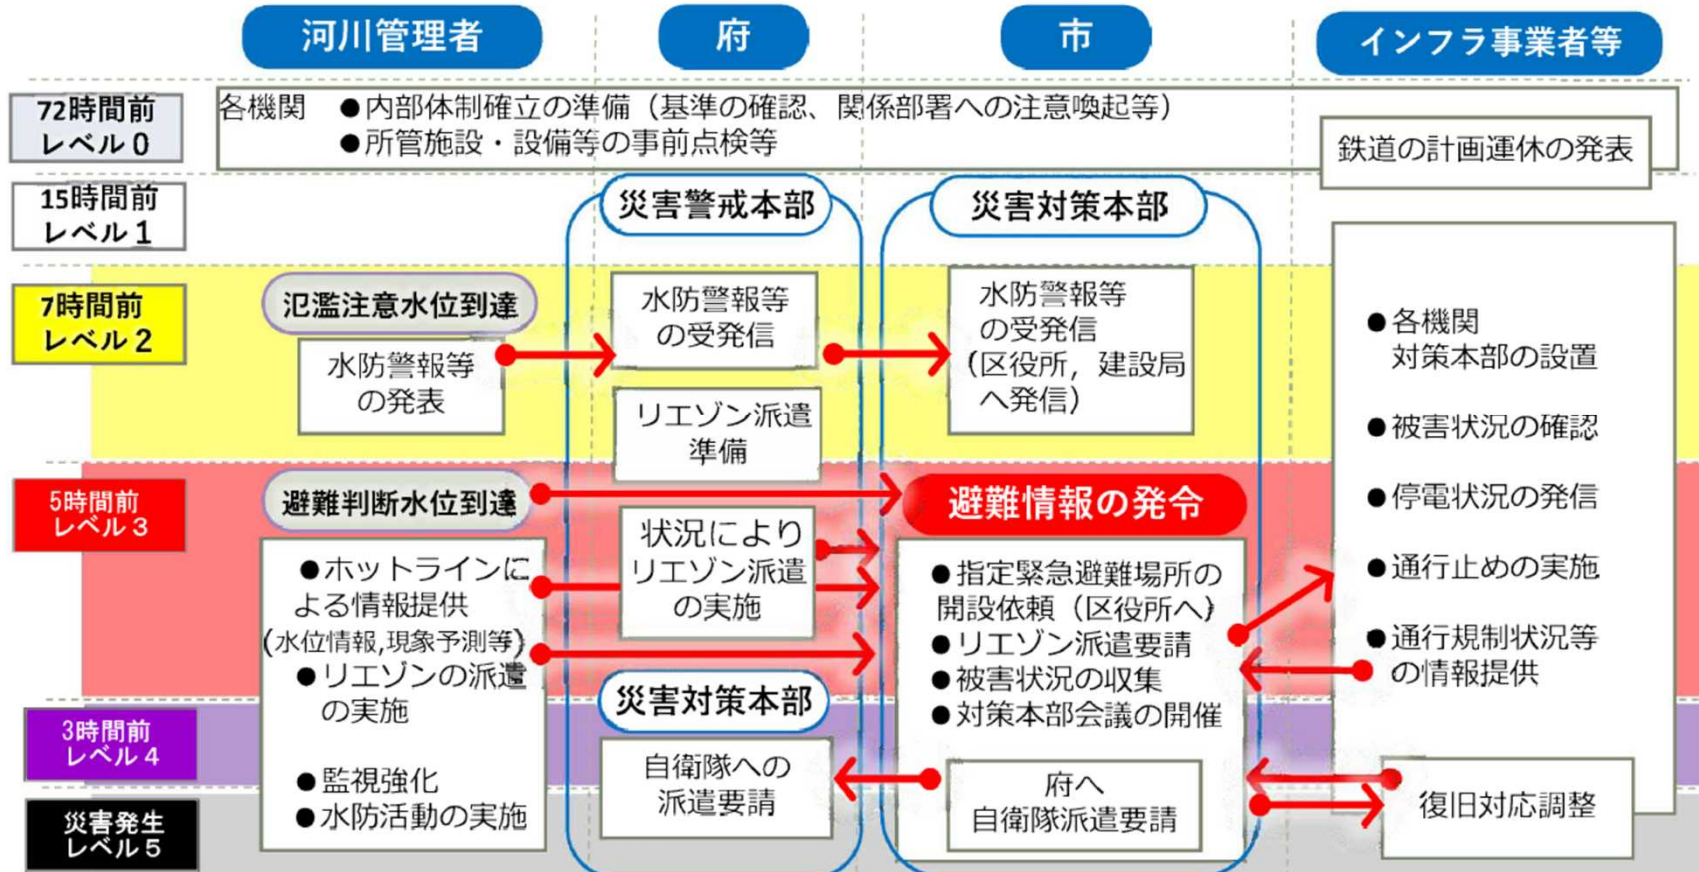 河川管理者
府
市
インフラ事業者等
72時間前
レベル0
各機関 ●内部体制確立の準備（基準の確認、関係部署への注意喚起等）
●所管施設・設備等の事前点検等
鉄道の計画運休の発表
15時間前
レベル1
災害警戒本部
災害対策本部
7時間前
レベル2
氾濫注意水位到達
水防警報等
の発表
水防警報等
の受発信
リエゾン派遣
準備
水防警報等
の受発信
(区役所，建設局
へ発信)
●各機関
対策本部の設置
●被害状況の確認
●停電状況の発信
●通行止めの実施
●通行規制状況等
の情報提供
5時間前
レベル3
避難判断水位到達
●ホットラインに
よる情報提供
(水位情報,現象予測等)
●リエゾンの派遣
の実施
●監視強化
●水防活動の実施
状況により
リエゾン派遣
の実施
避難情報の発令
●指定緊急避難場所の
開設依頼（区役所へ）
●リエゾン派遣要請
●被害状況の収集
●対策本部会議の開催
3時間前
レベル4
災害対策本部
自衛隊への
派遣要請
府へ
自衛隊派遣要請
復旧対応調整
災害発生
レベル5